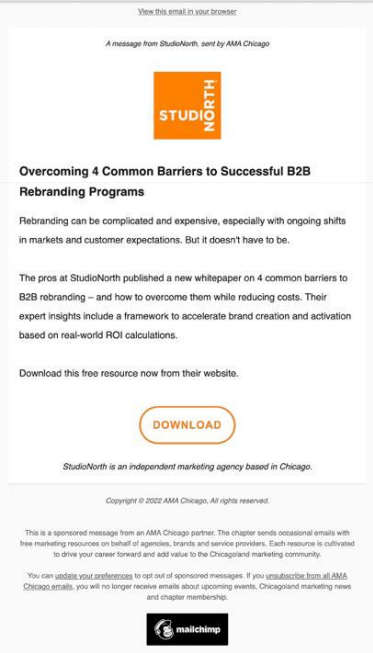 View this email in your browser
A message from StudioNorth, sent by AMA Chicago
STUDIO
NORTH
Overcoming 4 Common Barriers to Successful B2B
Rebranding Programs
Rebranding can be complicated and expensive, especially with ongoing shifts
in markets and customer expectations. But it doesn't have to be.
The pros at StudioNorth published a new whitepaper on 4 common barriers to
B2B rebranding – and how to overcome them while reducing costs. Their
expert insights include a framework to accelerate brand creation and activation
based on real-world ROI calculations.
Download this free resource now from their website.
DOWNLOAD
StudioNorth is an independent marketing agency based in Chicago.
Copyright © 2022 AMA Chicago, All rights reserved.
This is a sponsored message from an AMA Chicago partner. The chapter sends occasional emails with
free marketing resources on behalf of agencies, brands and service providers. Each resource is cultivated
to drive your career forward and add value to the Chicagoland marketing community.
You can update your preferences to opt out of sponsored messages. If you unsubscribe from all AMA
Chicago emails, you will no longer receive emails about upcoming events, Chicagoland marketing news
and chapter membership.
mailchimp